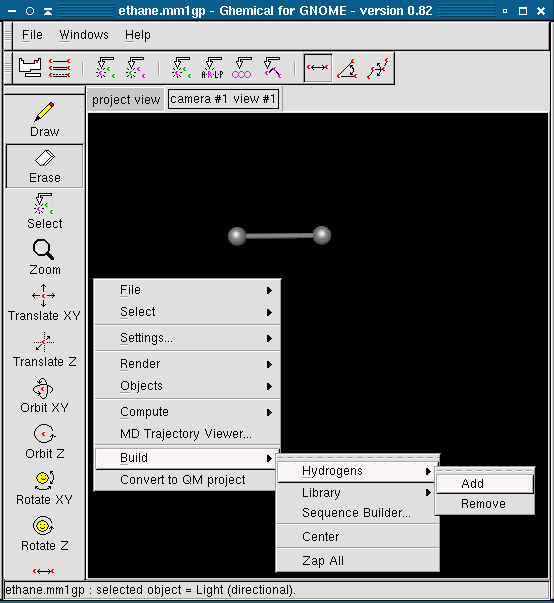 ethane.mm1gp - Ghemical for GNOME - version 0.82
File Windows Help
A·R·L·P
project view camera #1 view #1
Draw
Erase
Select
Zoom
Translate XY
Translate Z
Orbit XY
Orbit Z
Rotate XY
Rotate Z
File
Select
Settings...
Render
Objects
Compute
MD Trajectory Viewer...
Build
Convert to QM project
Hydrogens
Library
Sequence Builder...
Center
Zap All
Add
Remove
ethane.mm1gp : selected object = Light (directional).